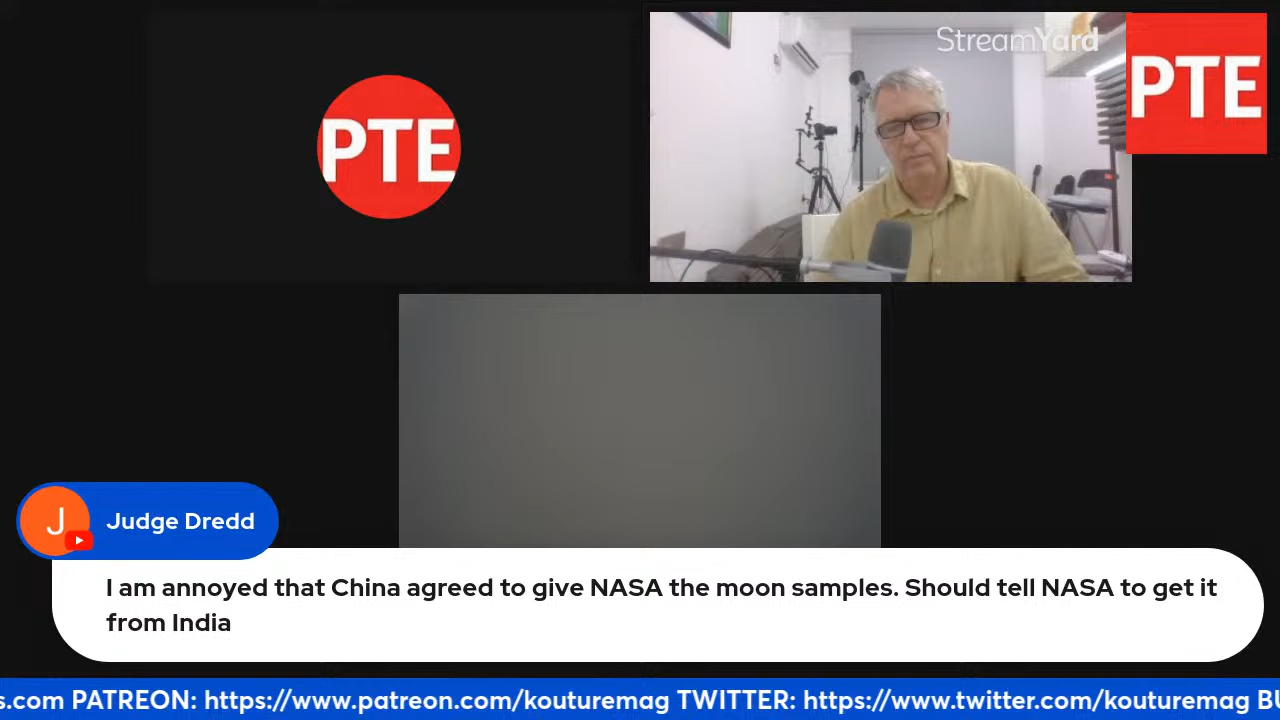 PTE
StreamYard
PTE
J
Judge Dredd
I am annoyed that China agreed to give NASA the moon samples. Should tell NASA to get it
from India
s.com PATREON: https://www.patreon.com/kouturemag TWITTER: https://www.twitter.com/kouturemag BU